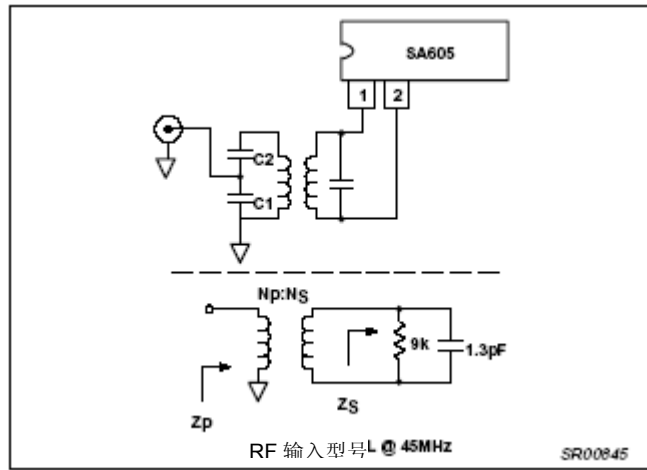 SA605
1 2
C2
C1
Np:NS
9k
1.3pF
ZS
Zp
RF 输入型号L @ 45MHz
SR00845